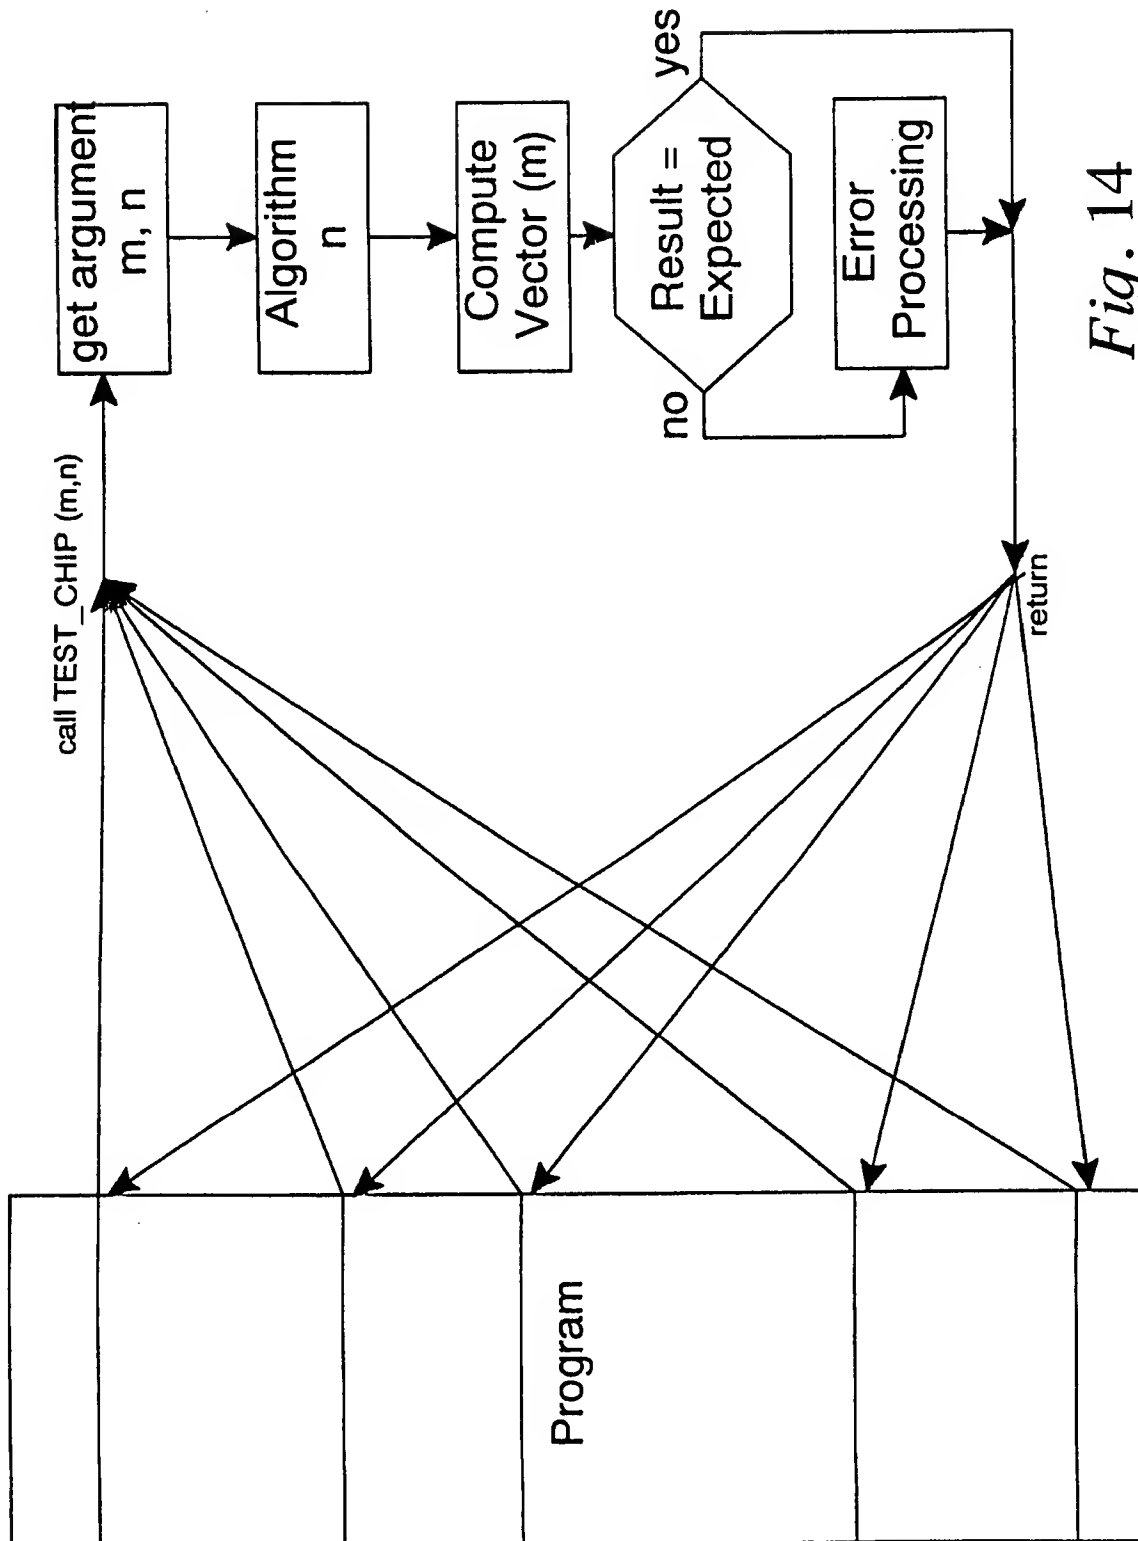 call TEST_CHIP (m,n)
get argument
m, n
Algorithm
n
Compute
Vector (m)
Result =
Expected
yes
no
Error
Processing
return
Program
Fig. 14